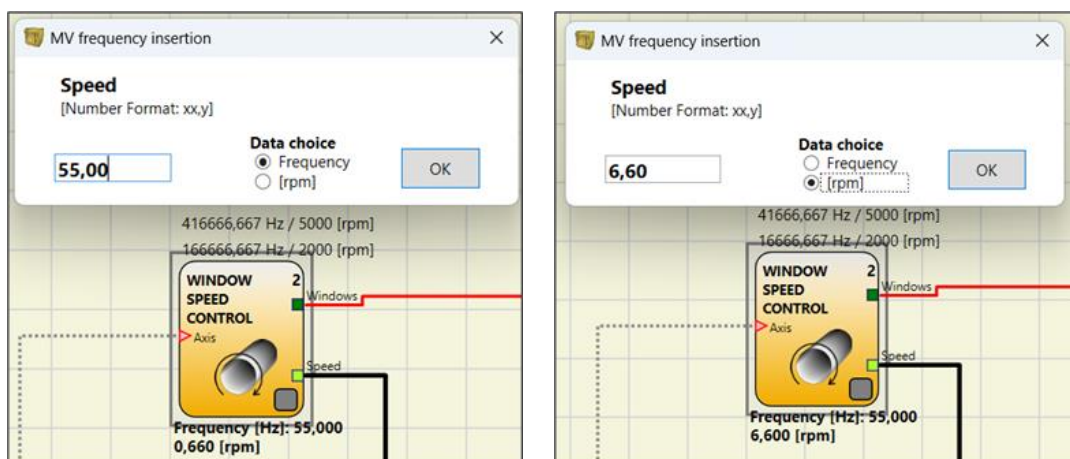 MV frequency insertion
Speed
[Number Format: xx,y]
Data choice
Frequency
[rpm]
55,00
OK
416666,667 Hz / 5000 [rpm]
166666,667 Hz / 2000 [rpm]
WINDOW 2
SPEED
CONTROL
Windows
Axis
Speed
Frequency [Hz]: 55,000
0,660 [rpm]
MV frequency insertion
Speed
[Number Format: xx,y]
Data choice
Frequency
[rpm]
6,60
OK
41666,667 Hz / 5000 [rpm]
16666,667 Hz / 2000 [rpm]
WINDOW 2
SPEED
CONTROL
Windows
Axis
Speed
Frequency [Hz]: 55,000
6,600 [rpm]